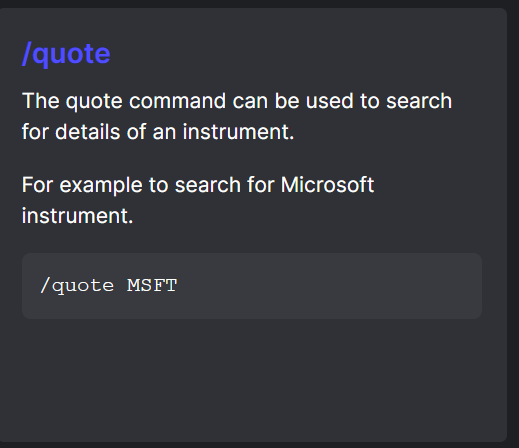 /quote
The quote command can be used to search
for details of an instrument.
For example to search for Microsoft
instrument.
/quote MSFT